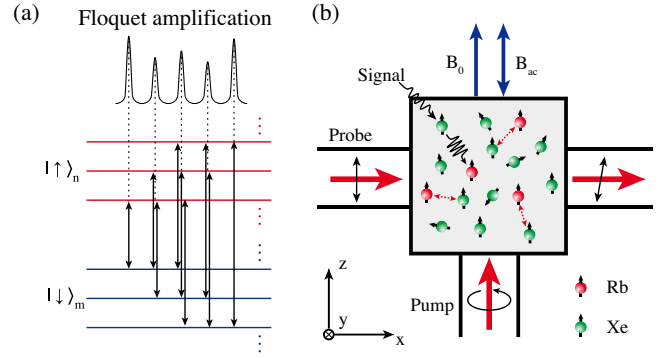 (a)
Floquet amplification
|↑⟩n
|↓⟩m
(b)
B0
Bac
Signal
Probe
Pump
z
y
x
Rb
Xe